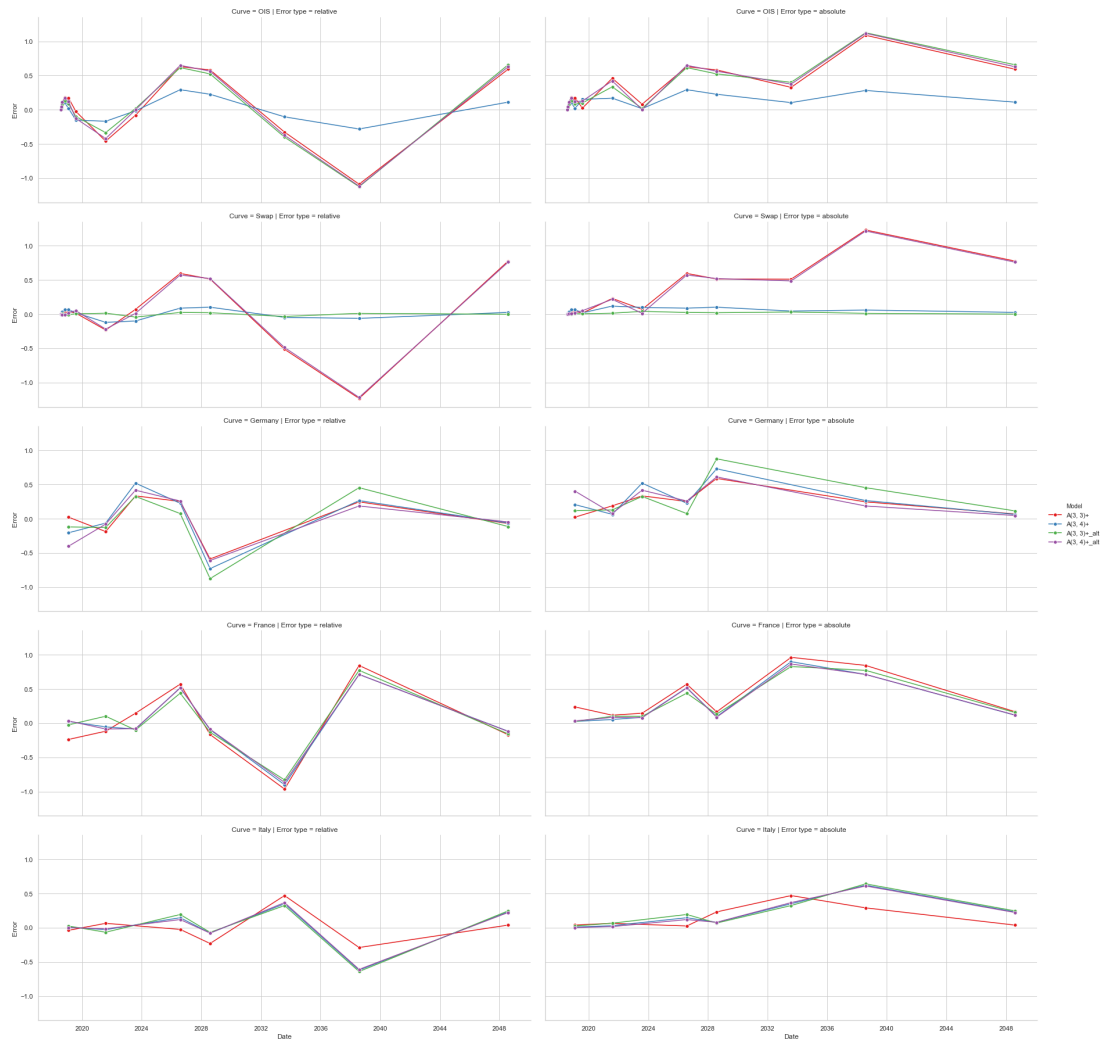 Curve = OIS | Error type = relative
Curve = OIS | Error type = absolute
1.0
0.5
0.0
−0.5
−1.0
Error
Curve = Swap | Error type = relative
Curve = Swap | Error type = absolute
1.0
0.5
0.0
−0.5
−1.0
Error
Curve = Germany | Error type = relative
Curve = Germany | Error type = absolute
1.0
0.5
0.0
−0.5
−1.0
Error
Model
A(3, 3)+
A(3, 4)+
A(3, 3)+_alt
A(3, 4)+_alt
Curve = France | Error type = relative
Curve = France | Error type = absolute
1.0
0.5
0.0
−0.5
−1.0
Error
Curve = Italy | Error type = relative
Curve = Italy | Error type = absolute
1.0
0.5
0.0
−0.5
−1.0
Error
2020 2024 2028 2032 2036 2040 2044 2048
Date
2020 2024 2028 2032 2036 2040 2044 2048
Date